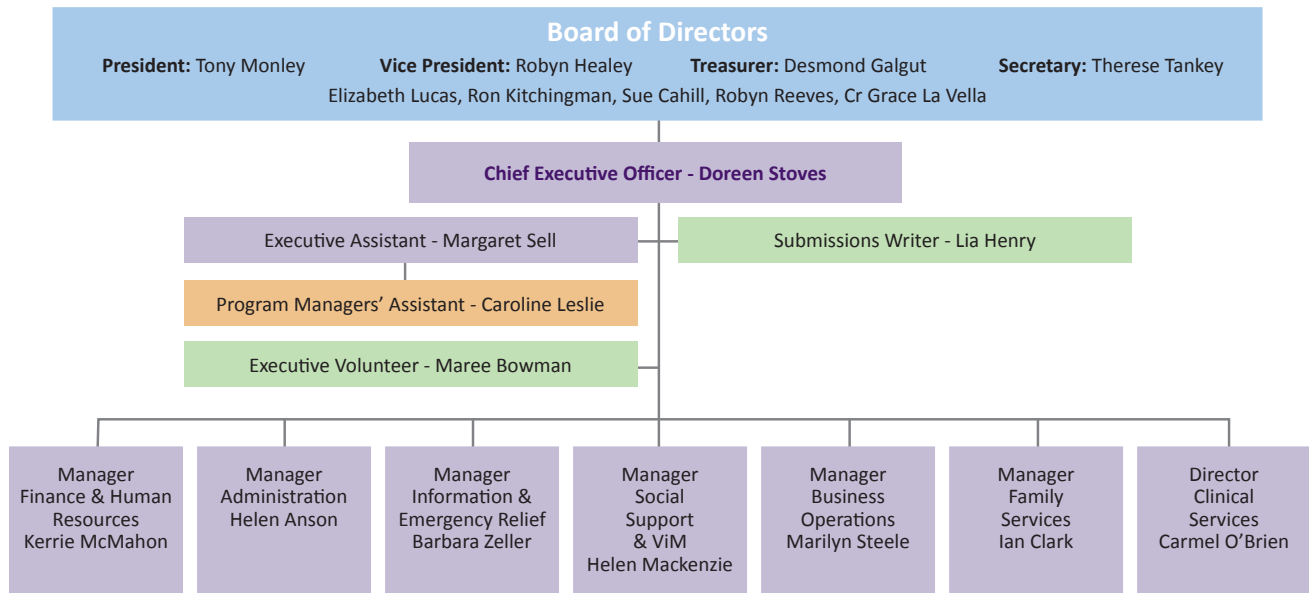 Board of Directors
President: Tony Monley Vice President: Robyn Healey Treasurer: Desmond Galgut Secretary: Therese Tankey
Elizabeth Lucas, Ron Kitchingman, Sue Cahill, Robyn Reeves, Cr Grace La Vella
Chief Executive Officer - Doreen Stoves
Executive Assistant - Margaret Sell
Submissions Writer - Lia Henry
Program Managers’ Assistant - Caroline Leslie
Executive Volunteer - Maree Bowman
Manager
Finance & Human
Resources
Kerrie McMahon
Manager
Administration
Helen Anson
Manager
Information &
Emergency Relief
Barbara Zeller
Manager
Social
Support
& ViM
Helen Mackenzie
Manager
Business
Operations
Marilyn Steele
Manager
Family
Services
Ian Clark
Director
Clinical
Services
Carmel O’Brien